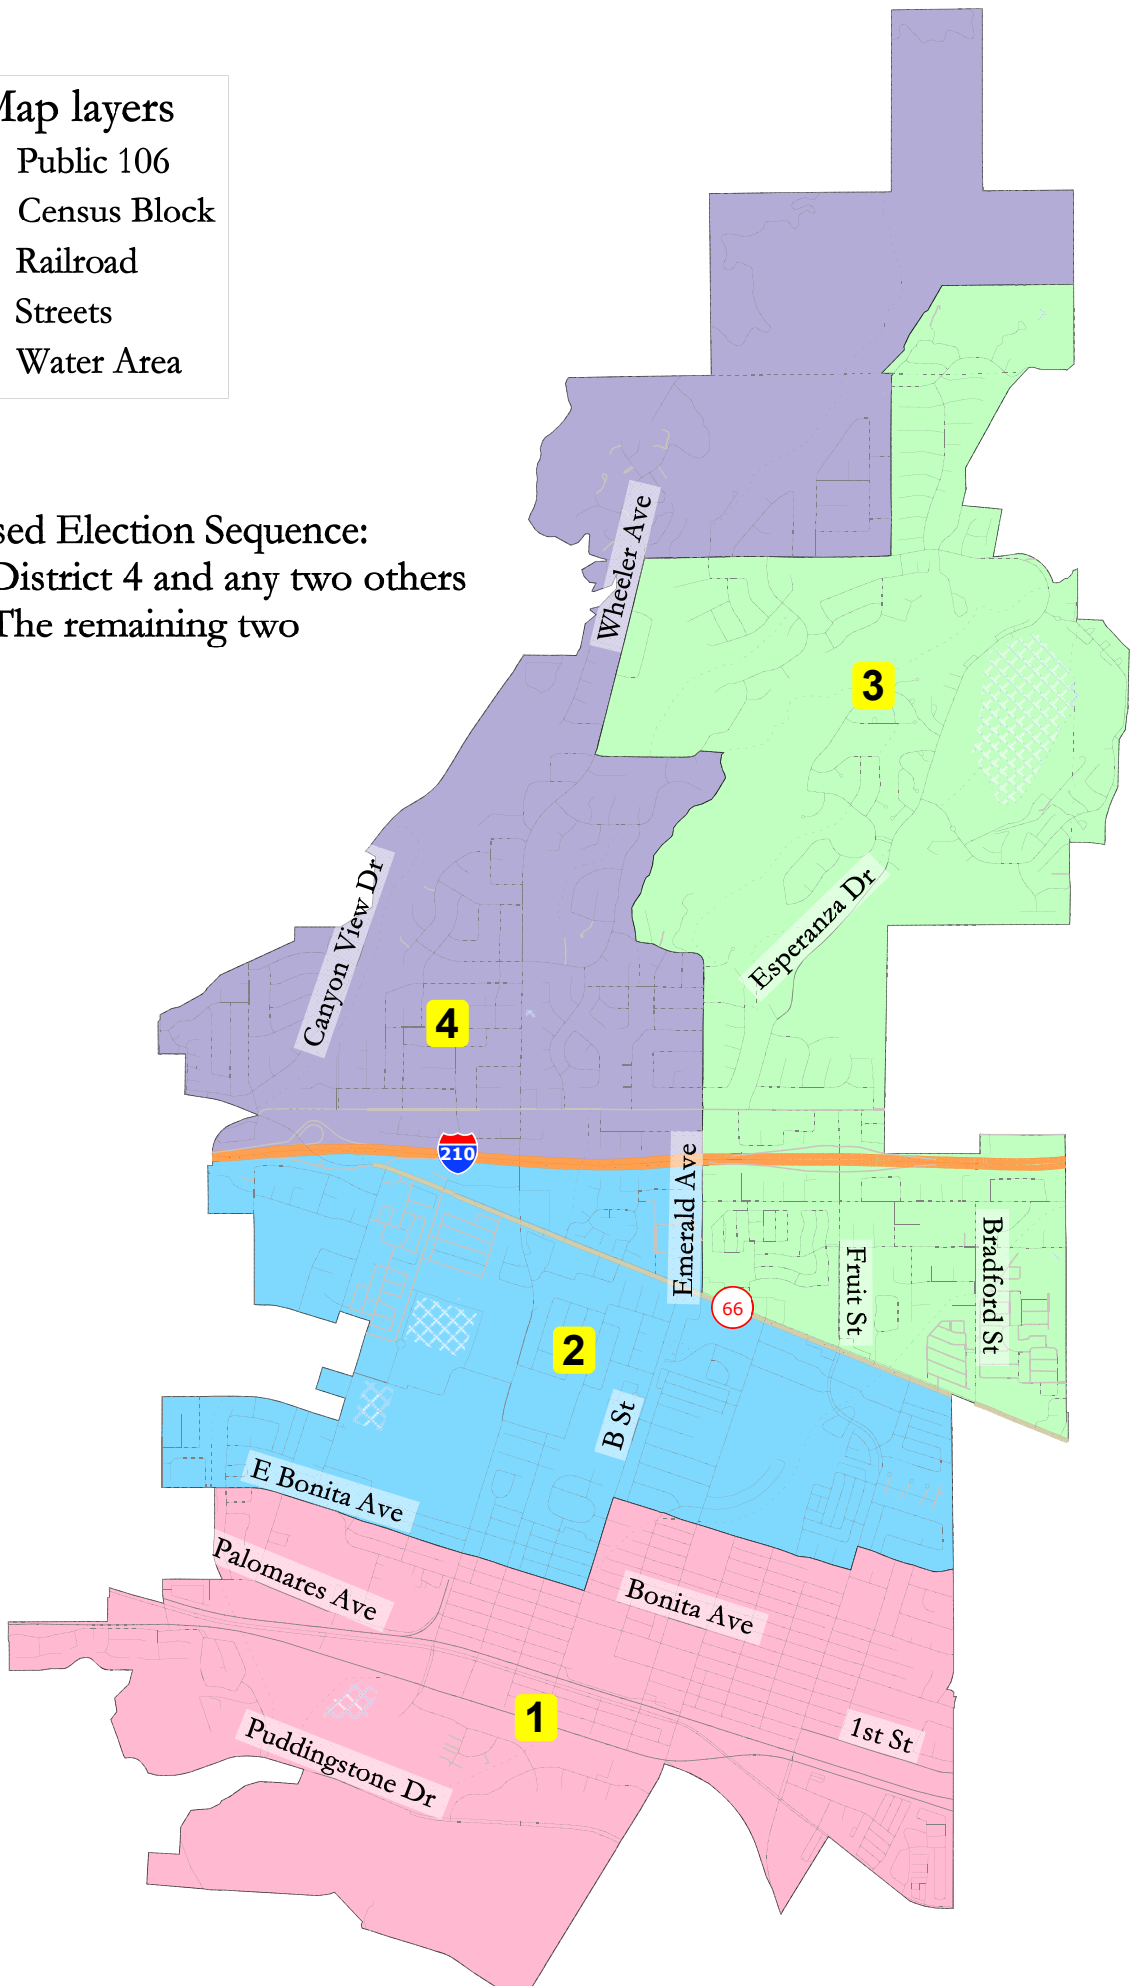 Map layers
Public 106
Census Block
Railroad
Streets
Water Area
sed Election Sequence:
District 4 and any two others
The remaining two
Wheeler Ave
3
Canyon View Dr
Esperanza Dr
4
210
Emerald Ave
Fruit St
Bradford St
66
2
B St
E Bonita Ave
Palomares Ave
Bonita Ave
1
1st St
Puddingstone Dr